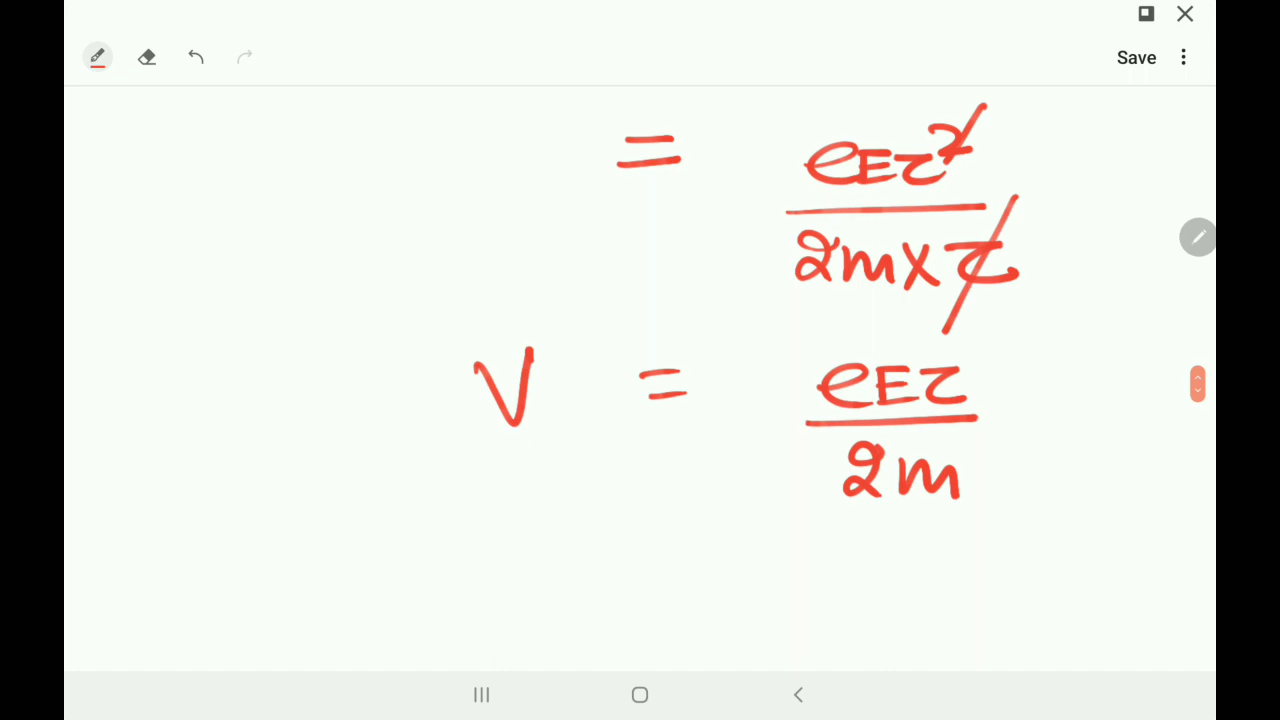 Save
= eEτ²
2m×τ
V = eEτ
2m